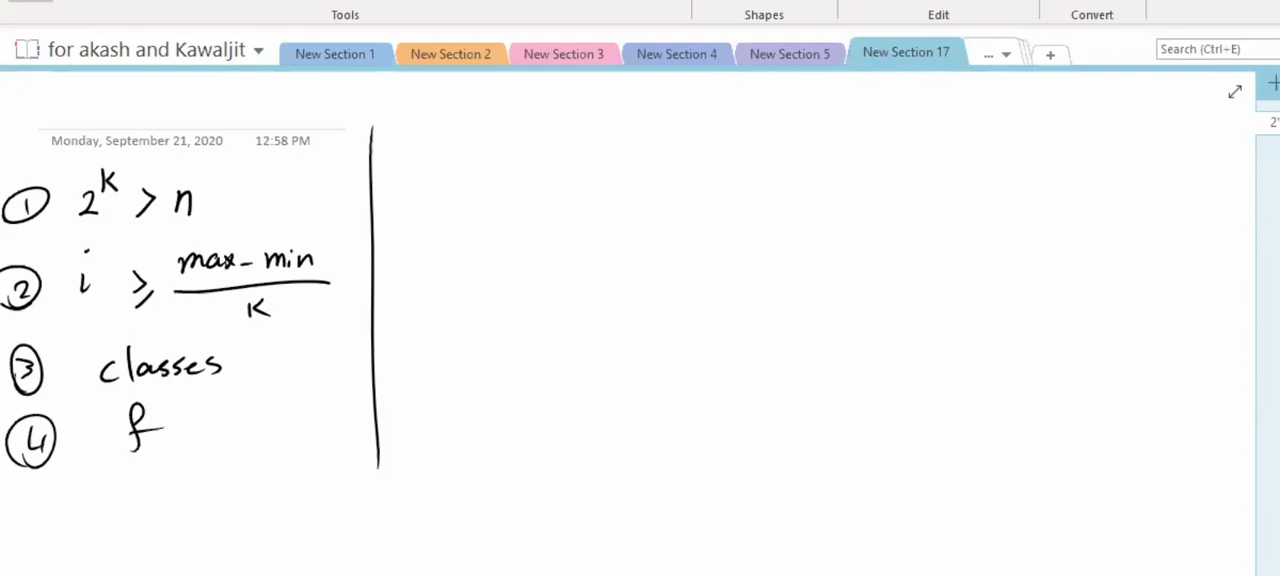 Tools Shapes Edit Convert
for akash and Kawaljit New Section 1 New Section 2 New Section 3 New Section 4 New Section 5 New Section 17 ... + Search (Ctrl+E)
Monday, September 21, 2020 12:58 PM
① 2^k > n
② i ≥ (max - min) / k
③ classes
④ f